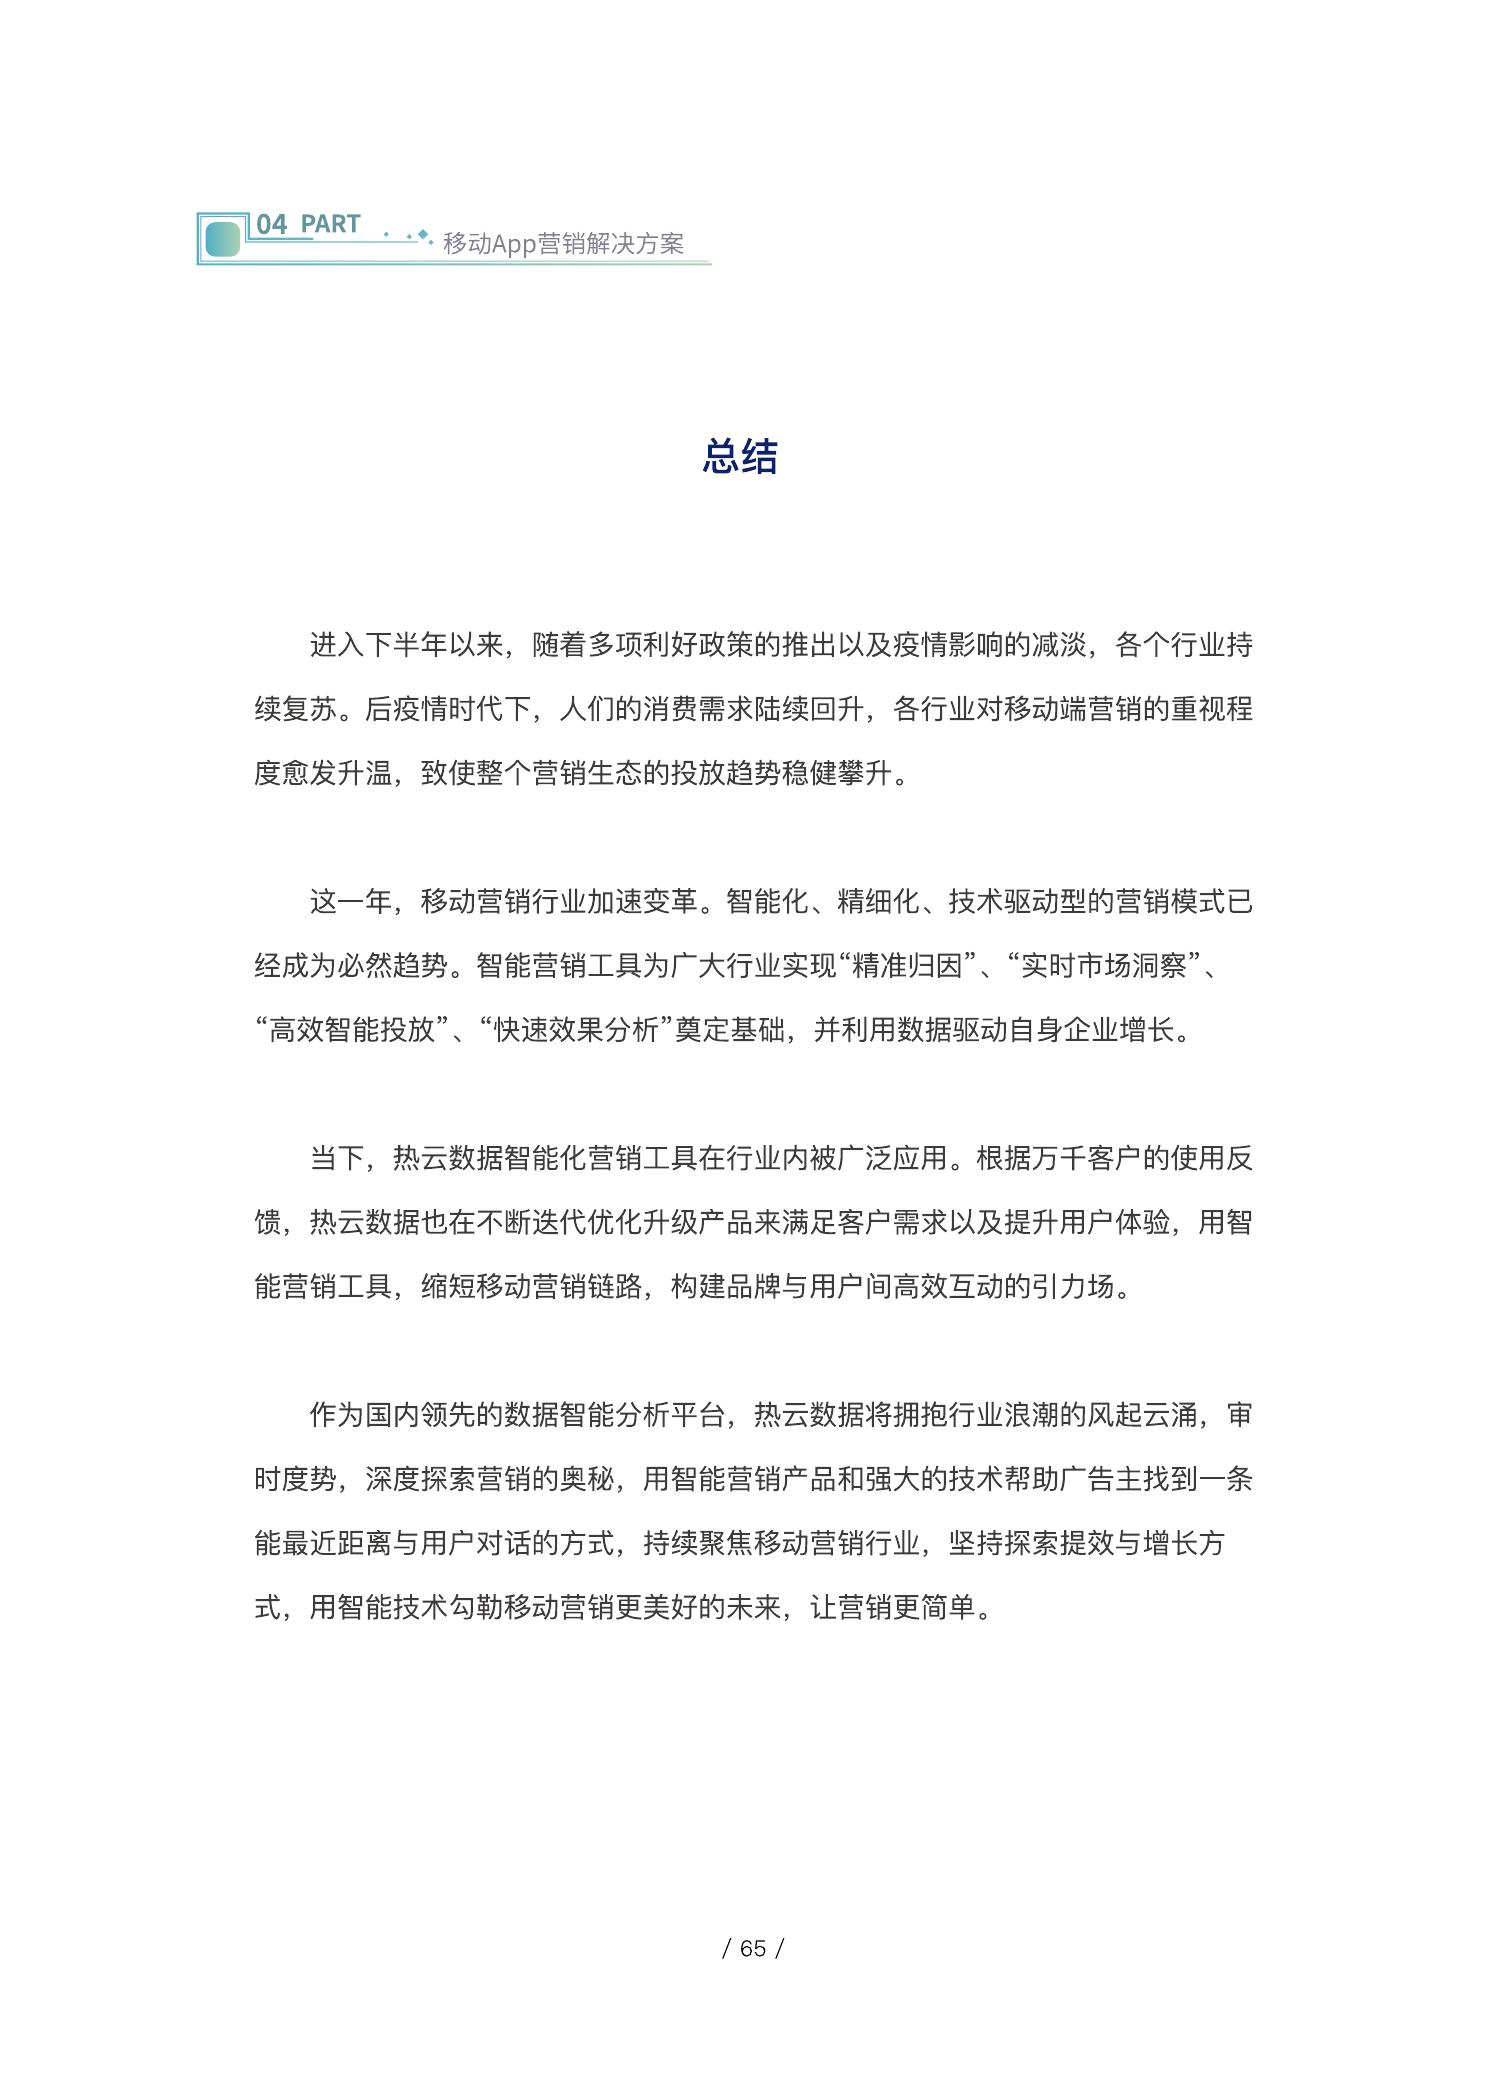 04 PART
移动App营销解决方案
总结
进入下半年以来，随着多项利好政策的推出以及疫情影响的减淡，各个行业持
续复苏。后疫情时代下，人们的消费需求陆续回升，各行业对移动端营销的重视程
度愈发升温，致使整个营销生态的投放趋势稳健攀升。
这一年，移动营销行业加速变革。智能化、精细化、技术驱动型的营销模式已
经成为必然趋势。智能营销工具为广大行业实现“精准归因”、“实时市场洞察”、
“高效智能投放”、“快速效果分析”奠定基础，并利用数据驱动自身企业增长。
当下，热云数据智能化营销工具在行业内被广泛应用。根据万千客户的使用反
馈，热云数据也在不断迭代优化升级产品来满足客户需求以及提升用户体验，用智
能营销工具，缩短移动营销链路，构建品牌与用户间高效互动的引力场。
作为国内领先的数据智能分析平台，热云数据将拥抱行业浪潮的风起云涌，审
时度势，深度探索营销的奥秘，用智能营销产品和强大的技术帮助广告主找到一条
能最近距离与用户对话的方式，持续聚焦移动营销行业，坚持探索提效与增长方
式，用智能技术勾勒移动营销更美好的未来，让营销更简单。
/ 65 /